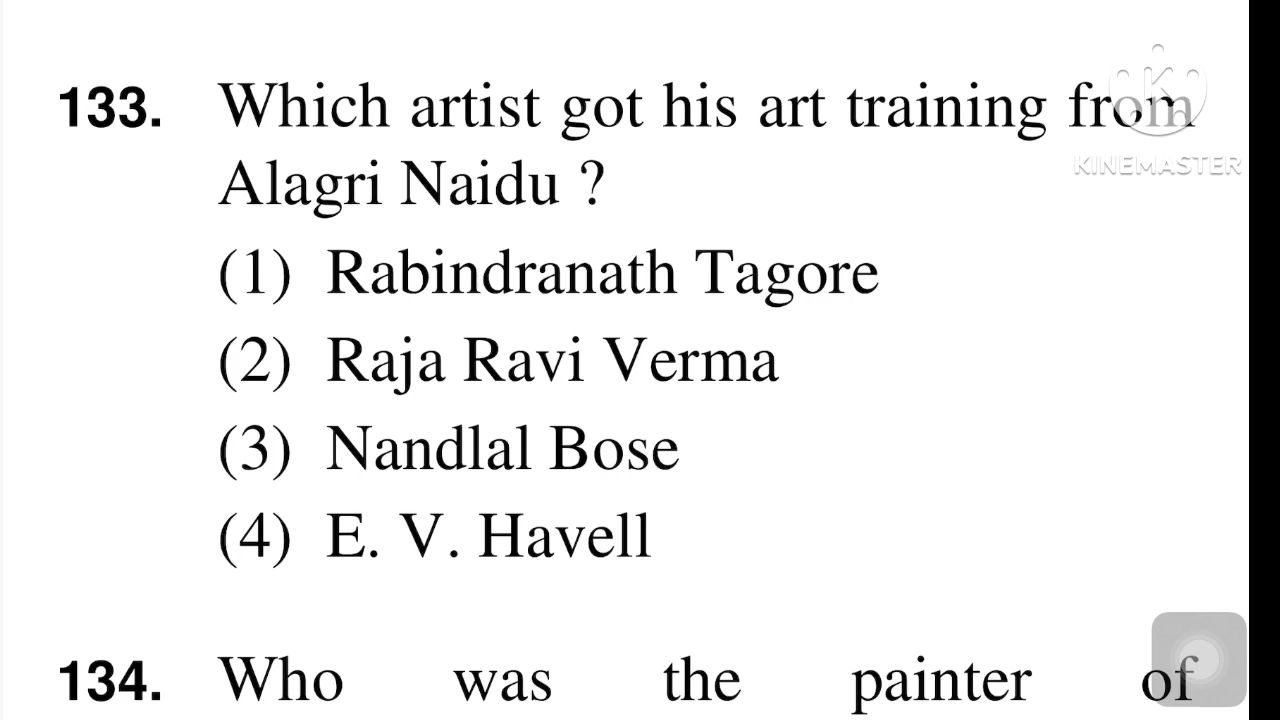 133. Which artist got his art training from
Alagri Naidu ?
(1) Rabindranath Tagore
(2) Raja Ravi Verma
(3) Nandlal Bose
(4) E. V. Havell
134. Who was the painter of
KINEMASTER